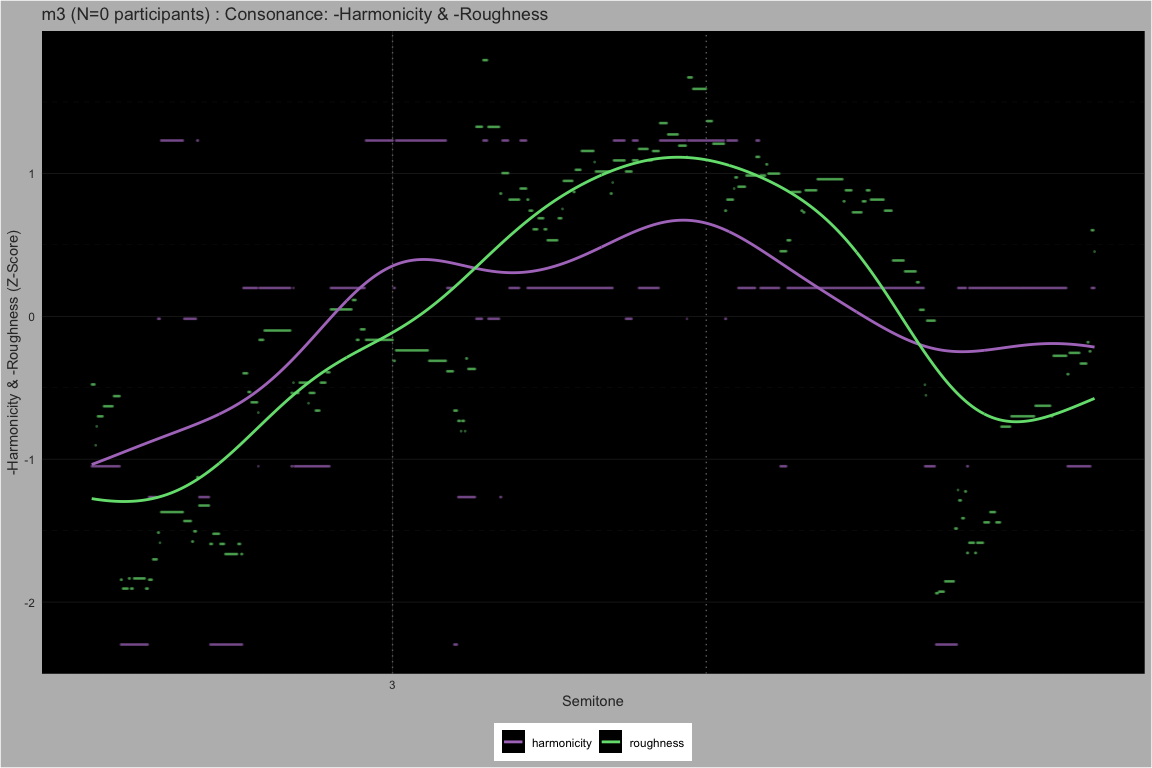 m3 (N=0 participants) : Consonance: -Harmonicity & -Roughness
-Harmonicity & -Roughness (Z-Score)
1
0
-1
-2
3
Semitone
harmonicity
roughness